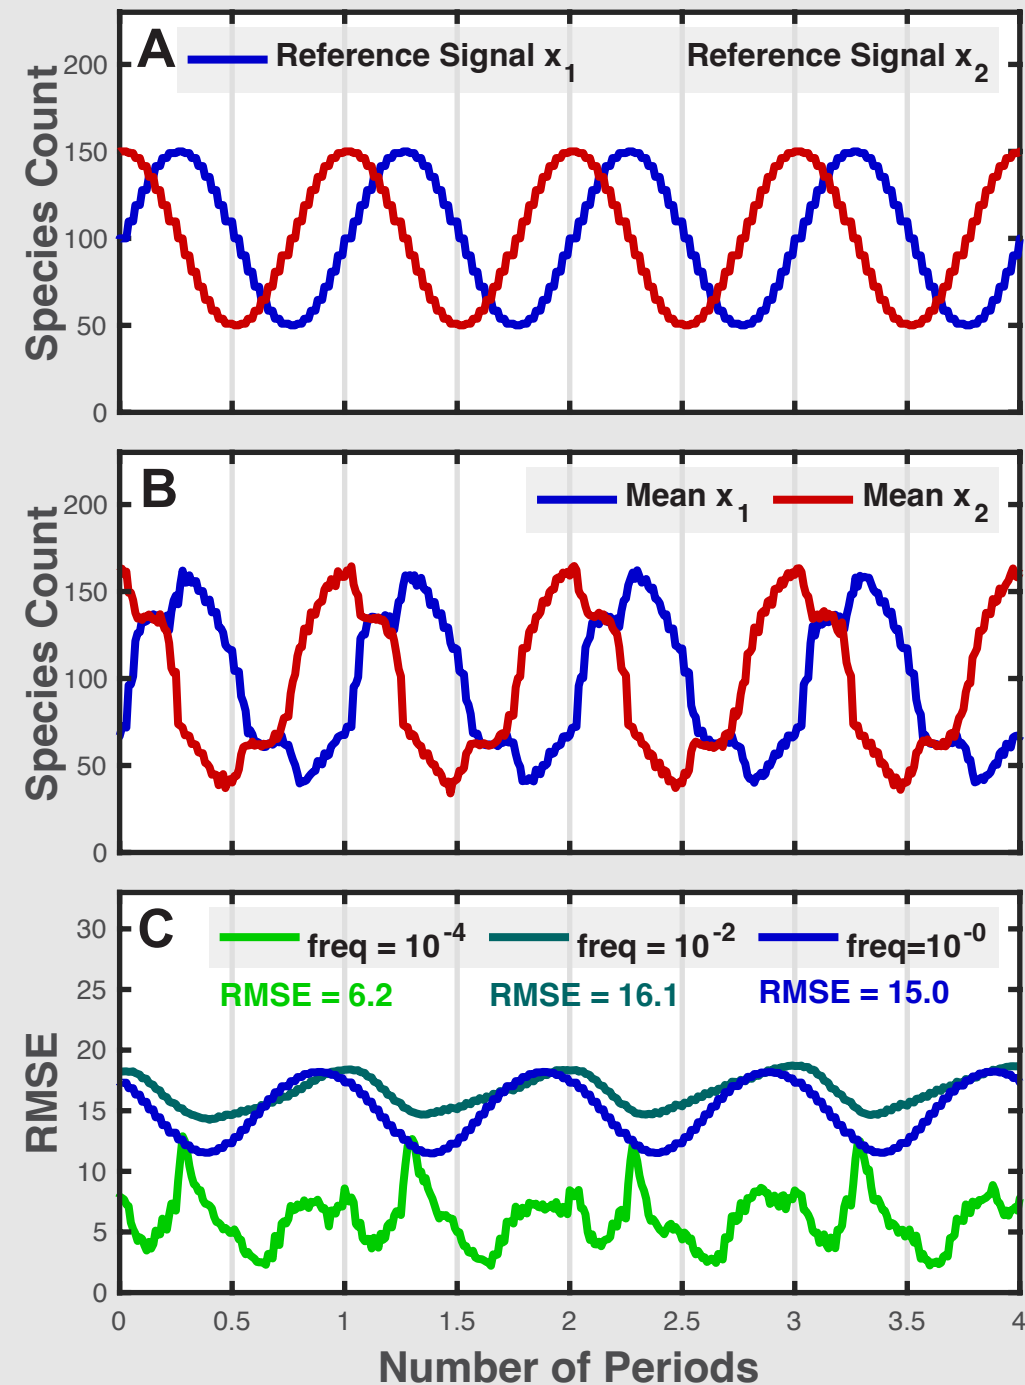 A
Reference Signal x1 Reference Signal x2
Species Count
200
150
100
50
0
B
Mean x1 Mean x2
Species Count
200
150
100
50
0
C
freq = 10^-4 freq = 10^-2 freq=10^-0
RMSE = 6.2 RMSE = 16.1 RMSE = 15.0
RMSE
30
25
20
15
10
5
0
0 0.5 1 1.5 2 2.5 3 3.5 4
Number of Periods